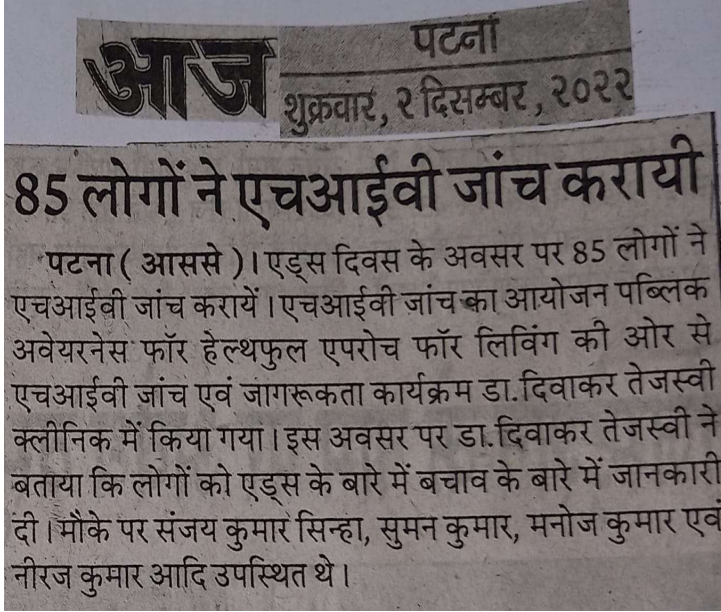 आज
पटना
शुक्रवार, २ दिसम्बर, २०२२
85 लोगों ने एचआईवी जांच करायी
पटना ( आससे )। एड्स दिवस के अवसर पर 85 लोगों ने
एचआईवी जांच करायें। एचआईवी जांच का आयोजन पब्लिक
अवेयरनेस फॉर हेल्थफुल एपरोच फॉर लिविंग की ओर से
एचआईवी जांच एवं जागरूकता कार्यक्रम डा.दिवाकर तेजस्वी
क्लीनिक में किया गया। इस अवसर पर डा.दिवाकर तेजस्वी ने
बताया कि लोगों को एड्स के बारे में बचाव के बारे में जानकारी
दी। मौके पर संजय कुमार सिन्हा, सुमन कुमार, मनोज कुमार एवं
नीरज कुमार आदि उपस्थित थे।